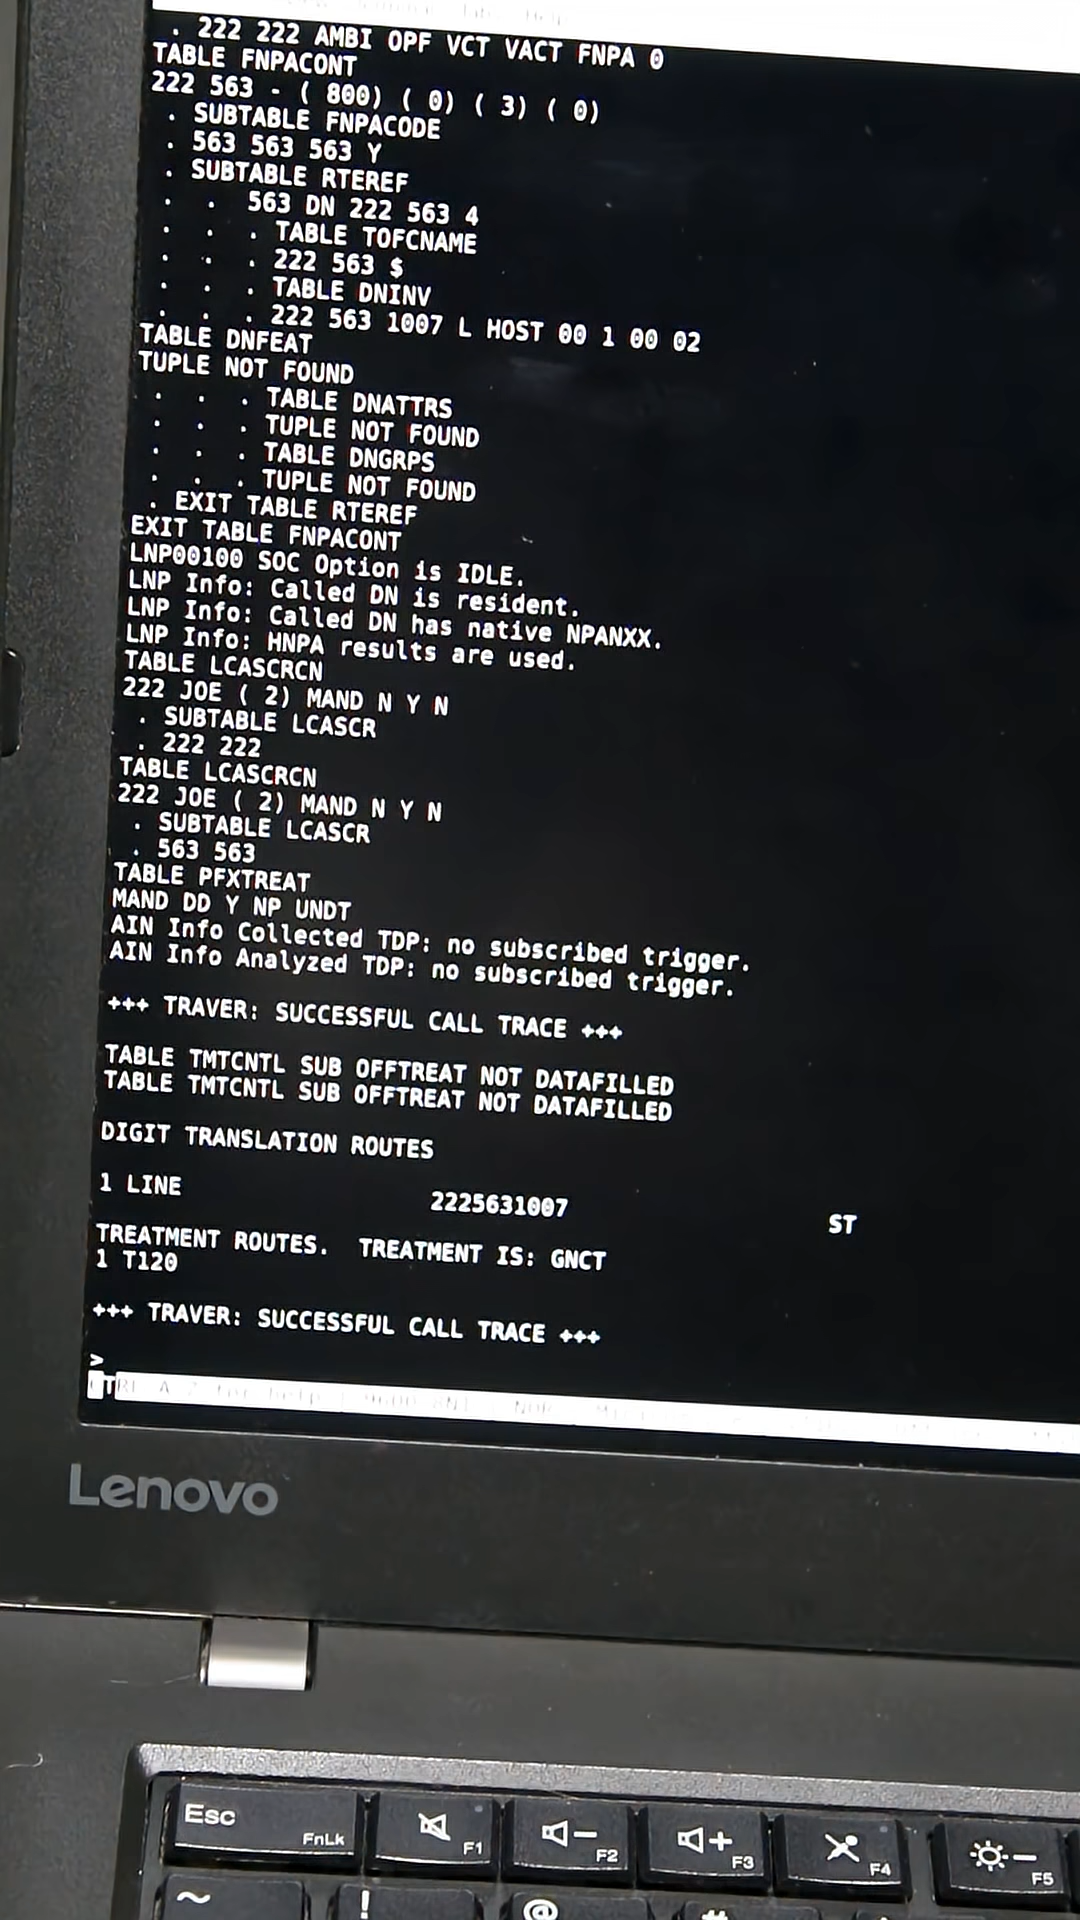 . 222 222 AMBI OPF VCT VACT FNPA 0
TABLE FNPACONT
222 563 - ( 800) ( 0) ( 3) ( 0)
. SUBTABLE FNPACODE
. 563 563 563 Y
. SUBTABLE RTEREF
. . 563 DN 222 563 4
. . . TABLE TOFCNAME
. . . 222 563 $
. . . TABLE DNINV
. . . 222 563 1007 L HOST 00 1 00 02
TABLE DNFEAT
TUPLE NOT FOUND
. . . TABLE DNATTRS
. . . TUPLE NOT FOUND
. . . TABLE DNGRPS
. . . TUPLE NOT FOUND
. EXIT TABLE RTEREF
EXIT TABLE FNPACONT
LNP00100 SOC Option is IDLE.
LNP Info: Called DN is resident.
LNP Info: Called DN has native NPANXX.
LNP Info: HNPA results are used.
TABLE LCASCRCN
222 JOE ( 2) MAND N Y N
. SUBTABLE LCASCR
. 222 222
TABLE LCASCRCN
222 JOE ( 2) MAND N Y N
. SUBTABLE LCASCR
. 563 563
TABLE PFXTREAT
MAND DD Y NP UNDT
AIN Info Collected TDP: no subscribed trigger.
AIN Info Analyzed TDP: no subscribed trigger.
+++ TRAVER: SUCCESSFUL CALL TRACE +++
TABLE TMTCNTL SUB OFFTREAT NOT DATAFILLED
TABLE TMTCNTL SUB OFFTREAT NOT DATAFILLED
DIGIT TRANSLATION ROUTES
1 LINE 2225631007 ST
TREATMENT ROUTES. TREATMENT IS: GNCT
1 T120
+++ TRAVER: SUCCESSFUL CALL TRACE +++
>
Lenovo
Esc FnLk F1 F2 F3 F4 F5
~ ! @ #